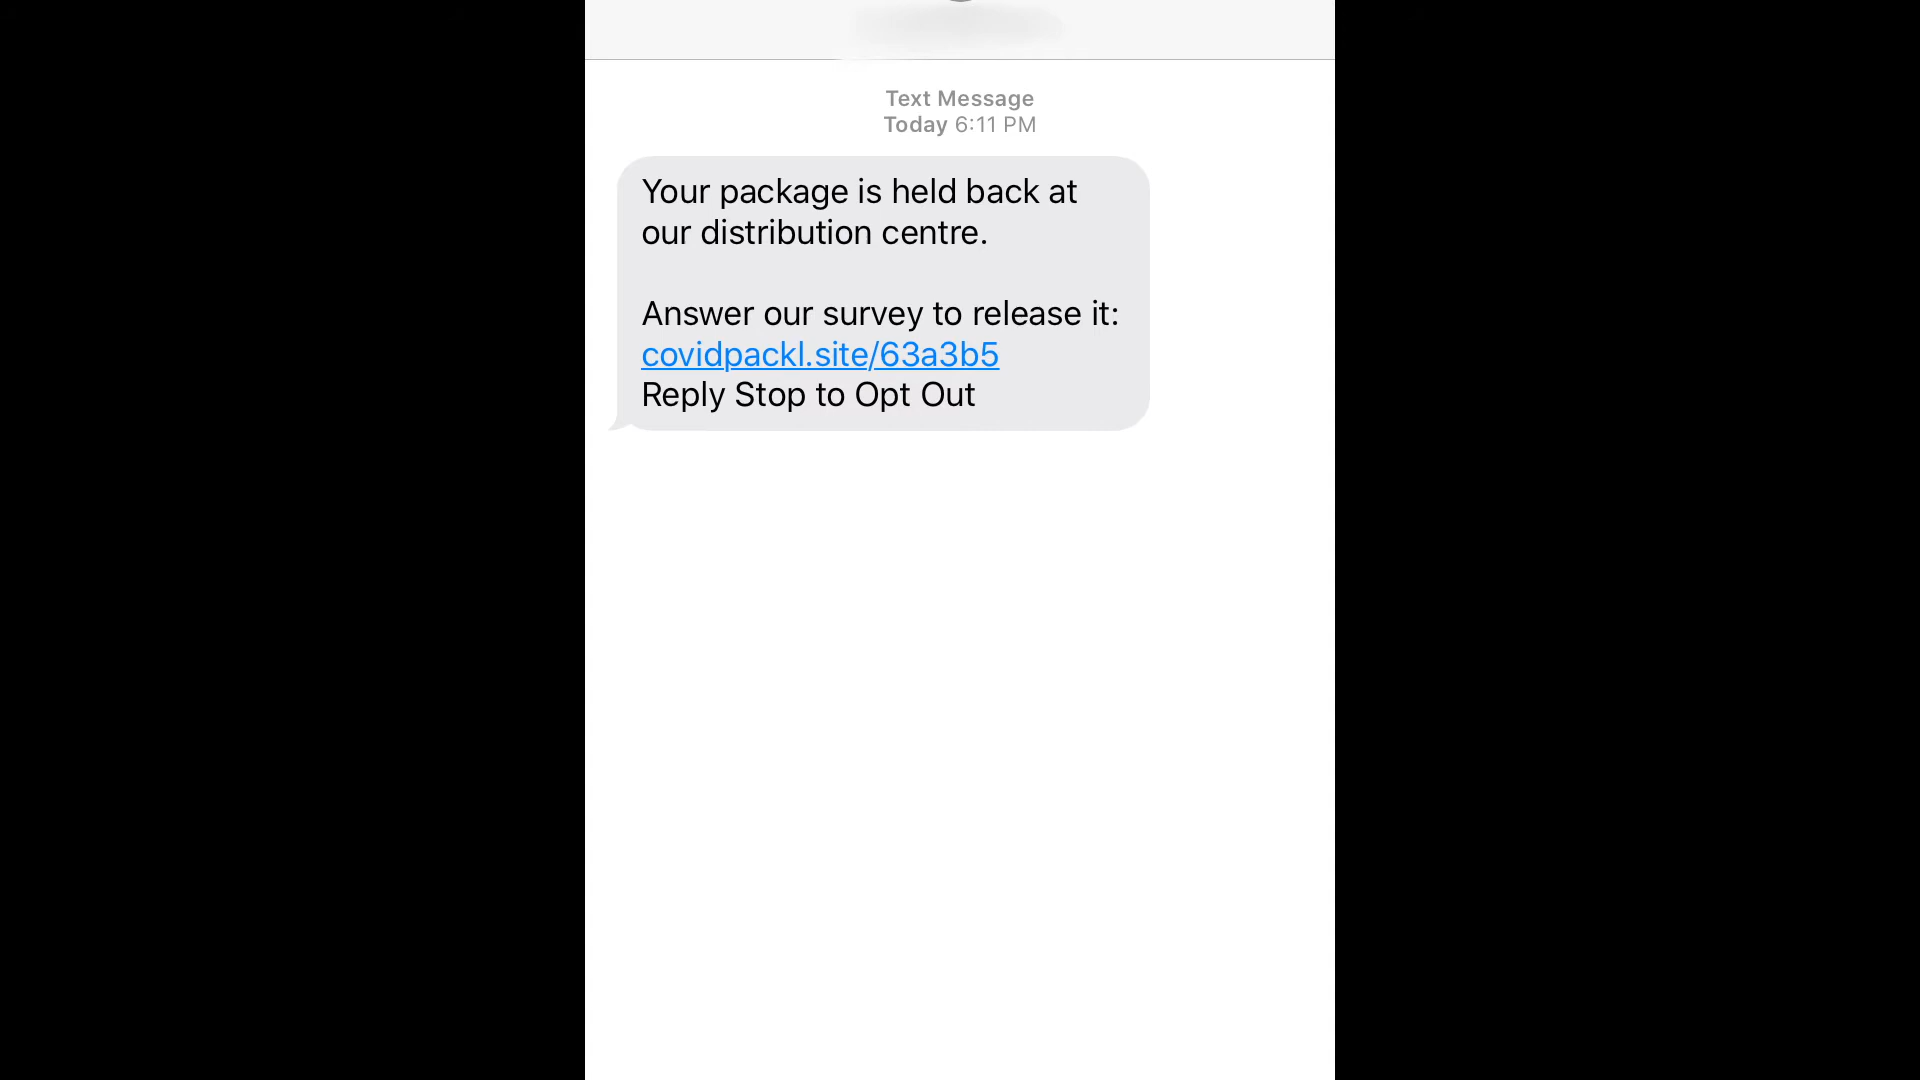 Text Message
Today 6:11 PM
Your package is held back at
our distribution centre.
Answer our survey to release it:
covidpackl.site/63a3b5
Reply Stop to Opt Out